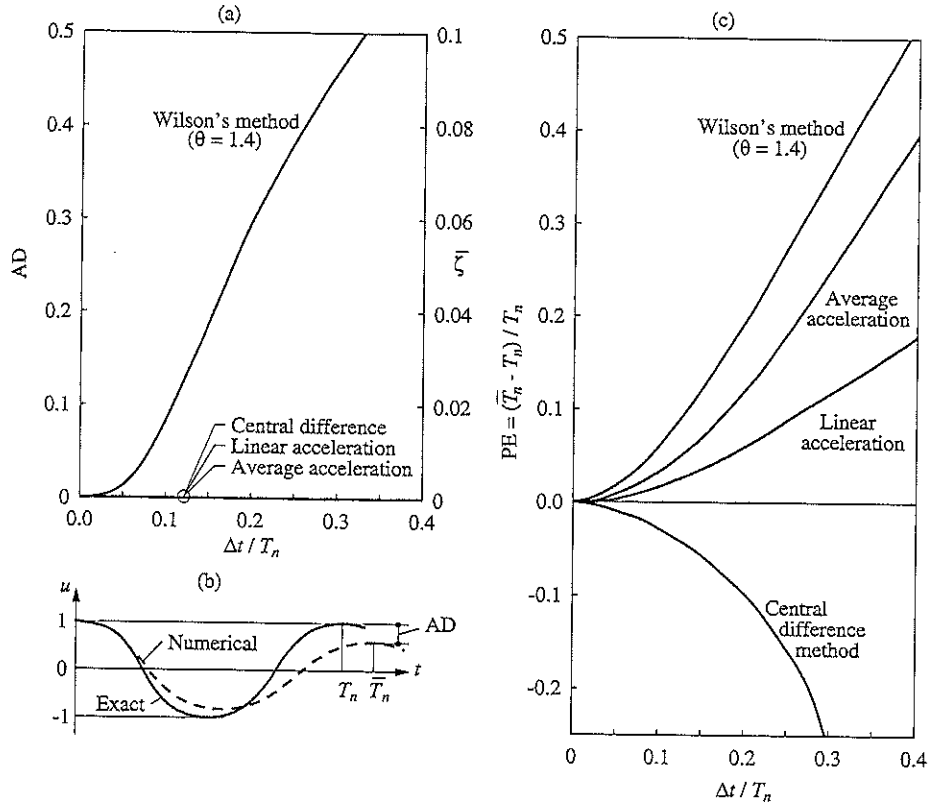 (a)
0.5
0.4
0.3
0.2
0.1
0
AD
Wilson's method
(θ = 1.4)
0.1
0.08
0.06
0.04
0.02
0
ζ̅
Central difference
Linear acceleration
Average acceleration
0.0
0.1
0.2
0.3
0.4
Δt / Tₙ
(b)
u
1
0
-1
Numerical
Exact
AD
t
Tₙ
T̅ₙ
(c)
0.5
0.4
0.3
0.2
0.1
0.0
-0.1
-0.2
PE = (T̅ₙ - Tₙ) / Tₙ
Wilson's method
(θ = 1.4)
Average
acceleration
Linear
acceleration
Central
difference
method
0
0.1
0.2
0.3
0.4
Δt / Tₙ